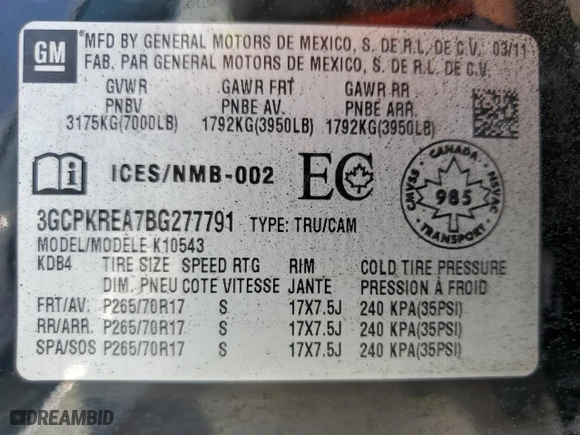 GM
MFD BY GENERAL MOTORS DE MEXICO, S. DE R.L. DE C.V. 03/11
FAB. PAR GENERAL MOTORS DE MEXICO, S. DE R.L. DE C.V.
GVWR GAWR FRT GAWR RR
PNBV PNBE AV. PNBE ARR.
3175KG(7000LB) 1792KG(3950LB) 1792KG(3950LB)
i ICES/NMB-002 EC
CANADA
CMVSS 985 NSVAC
TRANSPORT
3GCPKREA7BG277791 TYPE: TRU/CAM
MODEL/MODÈLE K10543
KDB4 TIRE SIZE SPEED RTG RIM COLD TIRE PRESSURE
DIM. PNEU COTE VITESSE JANTE PRESSION À FROID
FRT/AV. P265/70R17 S 17X7.5J 240 KPA(35PSI)
RR/ARR. P265/70R17 S 17X7.5J 240 KPA(35PSI)
SPA/SOS P265/70R17 S 17X7.5J 240 KPA(35PSI)
DREAMBID